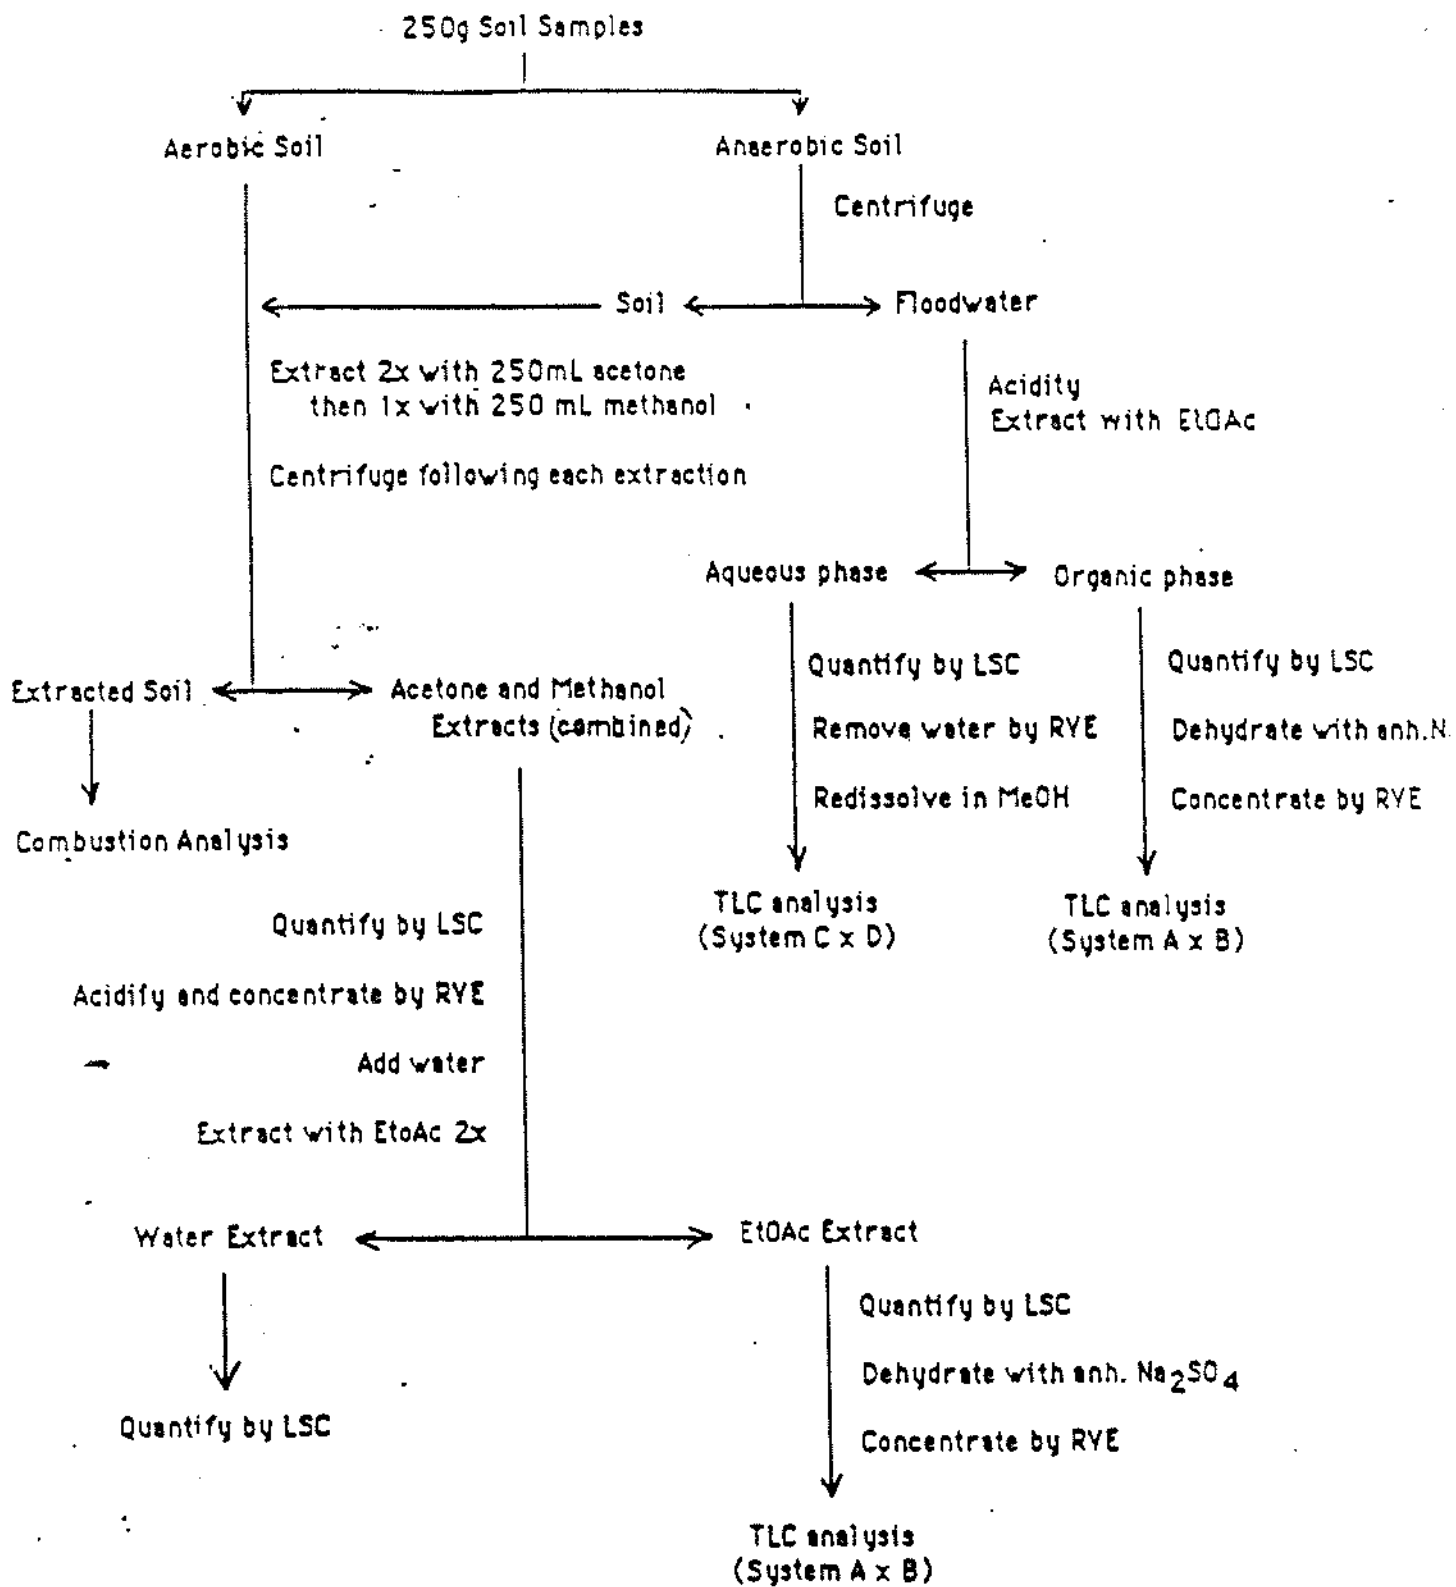 250g Soil Samples
Aerobic Soil
Anaerobic Soil
Centrifuge
Soil
Floodwater
Extract 2x with 250mL acetone
then 1x with 250 mL methanol
Centrifuge following each extraction
Acidity
Extract with EtOAc
Aqueous phase
Organic phase
Extracted Soil
Acetone and Methanol
Extracts (combined)
Quantify by LSC
Remove water by RYE
Redissolve in MeOH
Quantify by LSC
Dehydrate with anh.N
Concentrate by RYE
Combustion Analysis
TLC analysis
(System C x D)
TLC analysis
(System A x B)
Quantify by LSC
Acidify and concentrate by RYE
Add water
Extract with EtoAc 2x
Water Extract
EtOAc Extract
Quantify by LSC
Quantify by LSC
Dehydrate with anh. Na2SO4
Concentrate by RYE
TLC analysis
(System A x B)